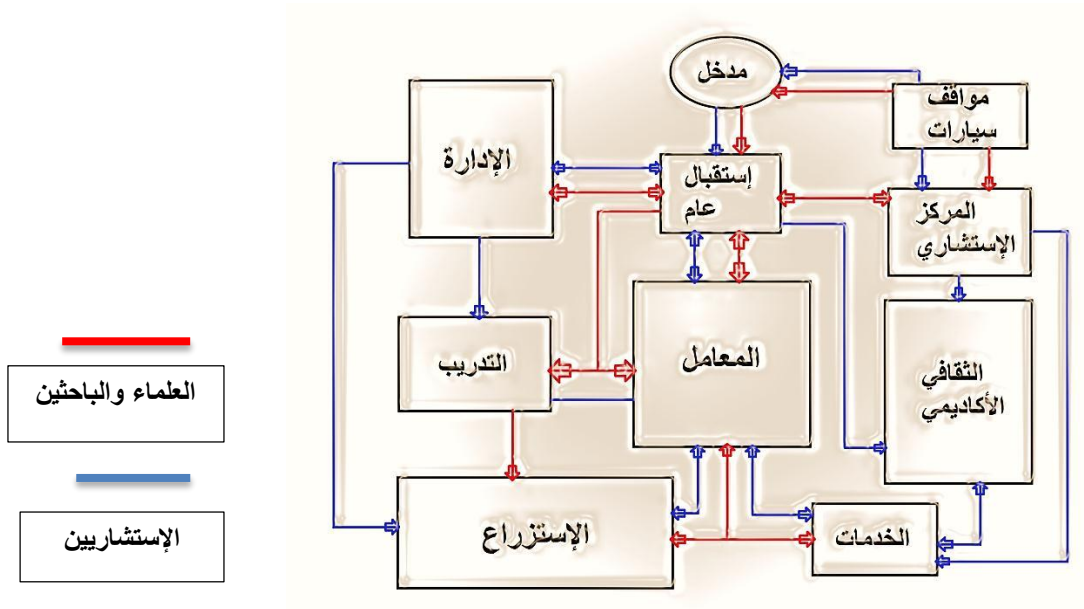 مدخل
مواقف
سيارات
الإدارة
إستقبال
عام
المركز
الإستشاري
التدريب
المعامل
الثقافي
الأكاديمي
العلماء والباحثين
الإستزراع
الخدمات
الإستشاريين